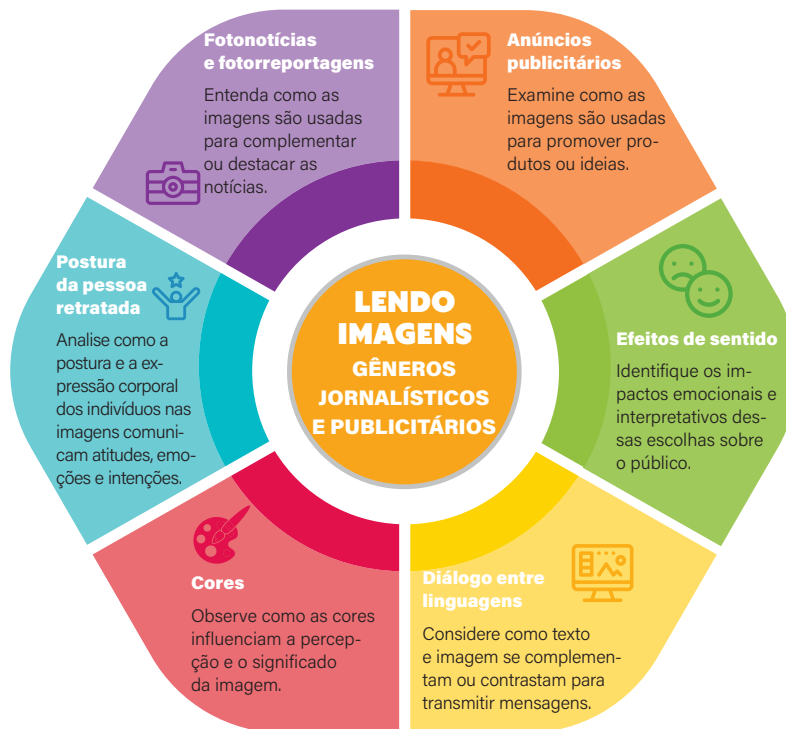 LENDO
IMAGENS
GÊNEROS
JORNALÍSTICOS
E PUBLICITÁRIOS
Fotonotícias
e fotorreportagens
Entenda como as
imagens são usadas
para complementar
ou destacar as
notícias.
Anúncios
publicitários
Examine como as
imagens são usadas
para promover pro-
dutos ou ideias.
Efeitos de sentido
Identifique os im-
pactos emocionais e
interpretativos des-
sas escolhas sobre
o público.
Diálogo entre
linguagens
Considere como texto
e imagem se complemen-
tam ou contrastam para
transmitir mensagens.
Cores
Observe como as cores
influenciam a percep-
ção e o significado
da imagem.
Postura
da pessoa
retratada
Analise como a
postura e a ex-
pressão corporal
dos indivíduos nas
imagens comuni-
cam atitudes, emo-
ções e intenções.